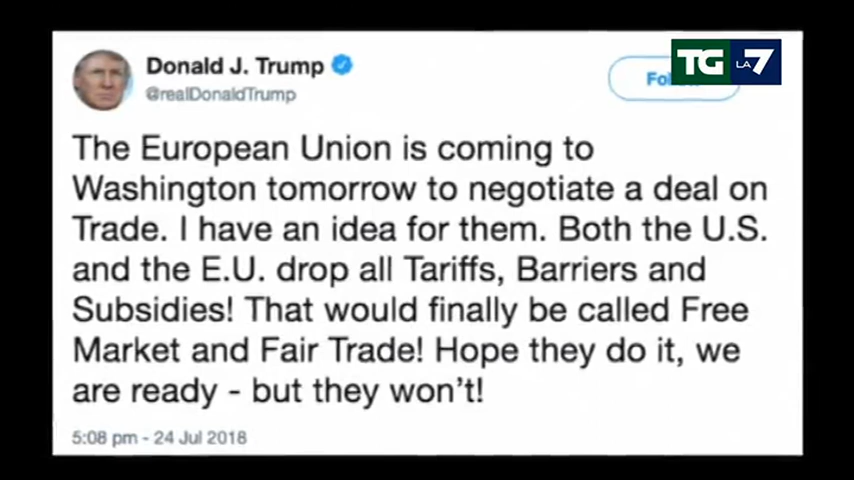 Donald J. Trump
@realDonaldTrump
TG LA7
The European Union is coming to
Washington tomorrow to negotiate a deal on
Trade. I have an idea for them. Both the U.S.
and the E.U. drop all Tariffs, Barriers and
Subsidies! That would finally be called Free
Market and Fair Trade! Hope they do it, we
are ready - but they won't!
5:08 pm - 24 Jul 2018